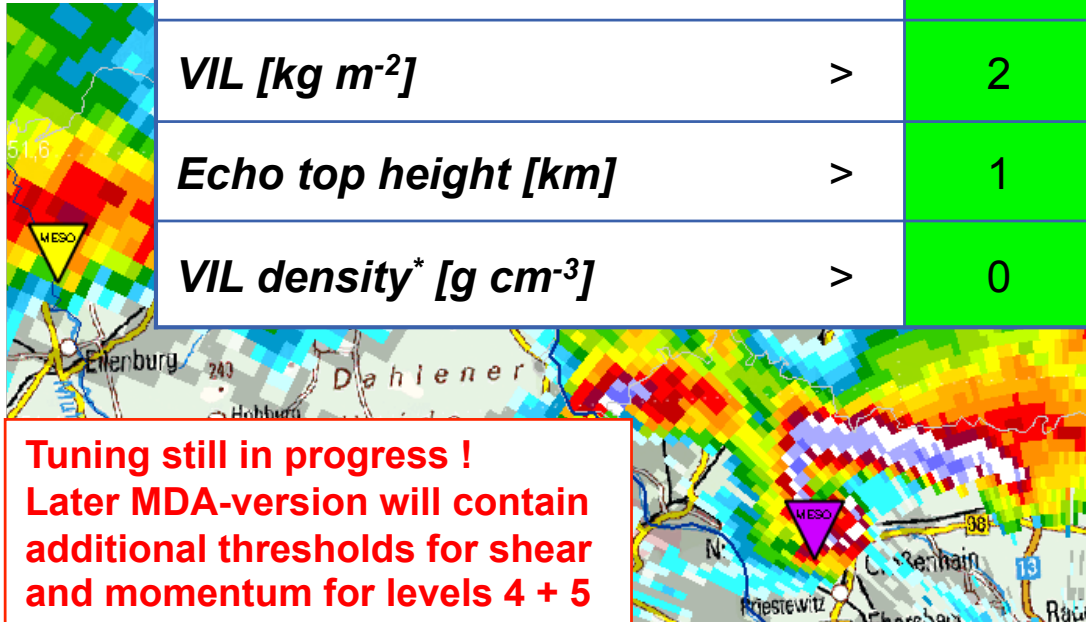 VIL [kg m-2] > 2
51,6
Echo top height [km] > 1
MESO
VIL density* [g cm-3] > 0
Eilenburg
240
Dahlener
Tuning still in progress !
Later MDA-version will contain
additional thresholds for shear
and momentum for levels 4 + 5
MESO
98
N:
13
Priestewitz